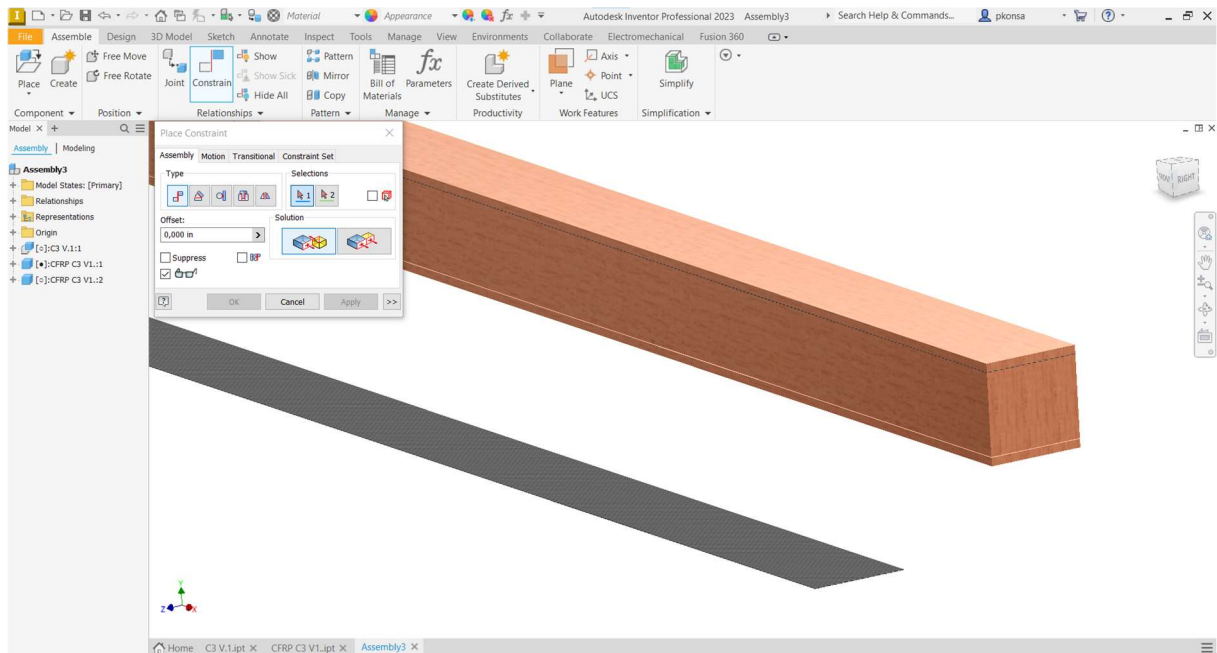 Material
Appearance
fx
Autodesk Inventor Professional 2023 Assembly3
Search Help & Commands...
pkonsa
File Assemble Design 3D Model Sketch Annotate Inspect Tools Manage View Environments Collaborate Electromechanical Fusion 360
Place
Create
Free Move
Free Rotate
Joint
Constrain
Show
Show Sick
Hide All
Pattern
Mirror
Copy
Bill of
Materials
fx
Parameters
Create Derived
Substitutes
Plane
Axis
Point
UCS
Simplify
Component Position Relationships Pattern Manage Productivity Work Features Simplification
Model × +
Assembly | Modeling
Assembly3
Model States: [Primary]
Relationships
Representations
Origin
[○]:C3 V.1:1
[●]:CFRP C3 V1.:1
[○]:CFRP C3 V1.:2
Place Constraint
Assembly Motion Transitional Constraint Set
Type
Selections
1 2
Offset:
0,000 in
Solution
Suppress
OK Cancel Apply >>
RIGHT
Y
Z X
Home C3 V.1.ipt × CFRP C3 V1..ipt × Assembly3 ×